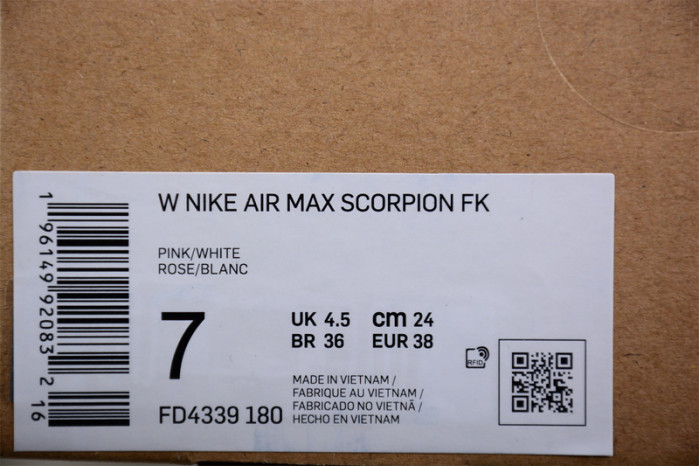 W NIKE AIR MAX SCORPION FK
PINK/WHITE
ROSE/BLANC
7
UK 4.5 cm 24
BR 36 EUR 38
MADE IN VIETNAM /
FABRIQUE AU VIETNAM /
FABRICADO NO VIETNÃ /
HECHO EN VIETNAM
FD4339 180
RFID
1 96149 92083 2 16